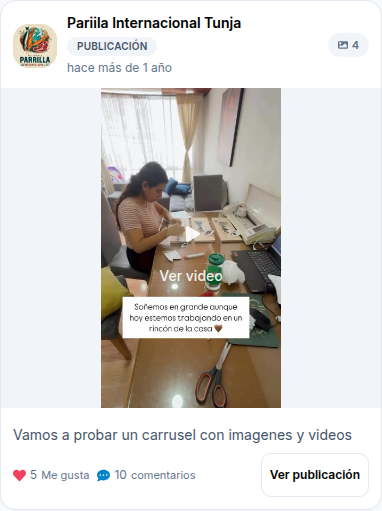 Pariila Internacional Tunja
PUBLICACIÓN
4
hace más de 1 año
PARRILLA
Ver video
Soñemos en grande aunque
hoy estemos trabajando en un
rincón de la casa 🤎
Vamos a probar un carrusel con imagenes y videos
5 Me gusta 10 comentarios
Ver publicación